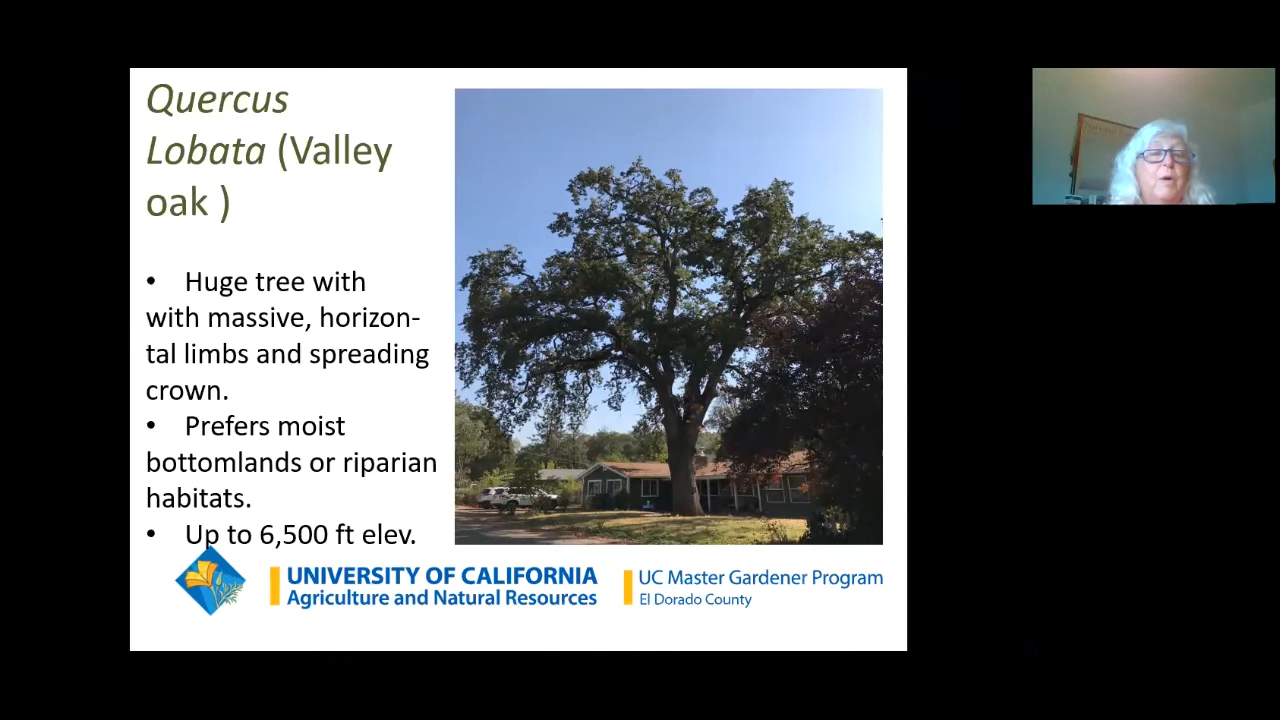 Quercus
Lobata (Valley
oak )
• Huge tree with
with massive, horizon-
tal limbs and spreading
crown.
• Prefers moist
bottomlands or riparian
habitats.
• Up to 6,500 ft elev.
UNIVERSITY OF CALIFORNIA
Agriculture and Natural Resources
UC Master Gardener Program
El Dorado County